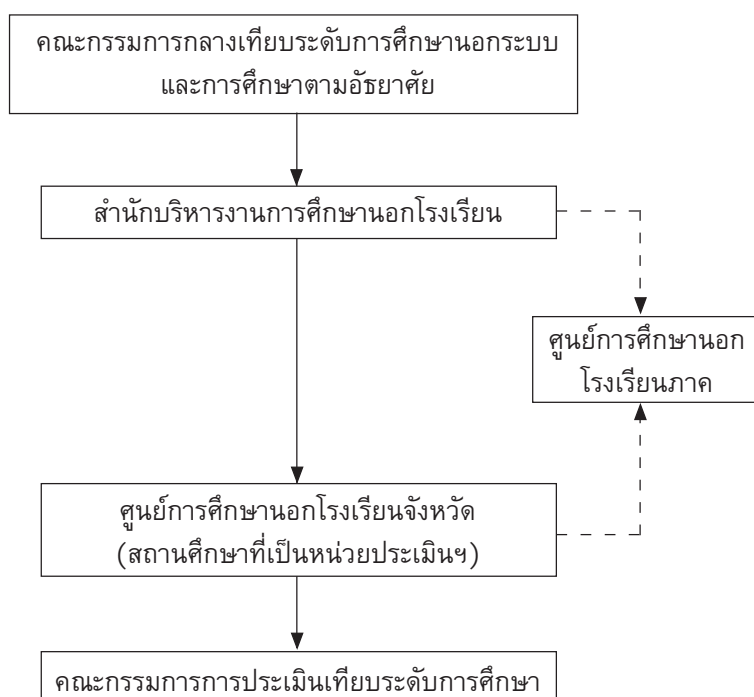 คณะกรรมการกลางเทียบระดับการศึกษานอกระบบ
และการศึกษาตามอัธยาศัย
สำนักบริหารงานการศึกษานอกโรงเรียน
ศูนย์การศึกษานอก
โรงเรียนภาค
ศูนย์การศึกษานอกโรงเรียนจังหวัด
(สถานศึกษาที่เป็นหน่วยประเมินฯ)
คณะกรรมการการประเมินเทียบระดับการศึกษา